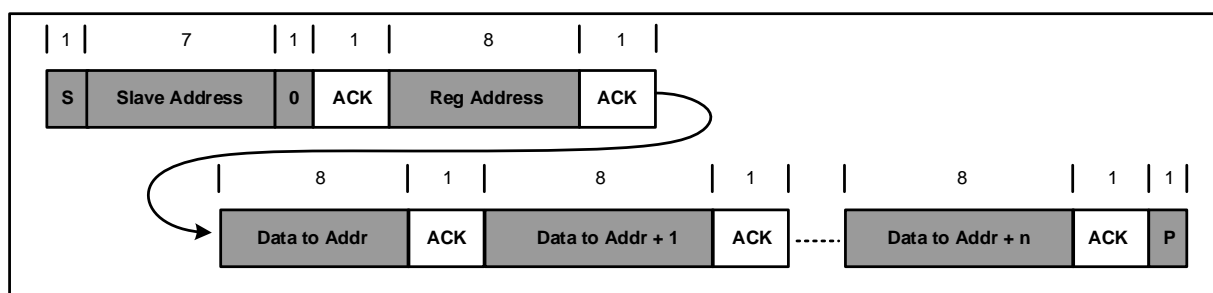 1 7 1 1 8 1
S Slave Address 0 ACK Reg Address ACK
8 1 8 1 8 1 1
Data to Addr ACK Data to Addr + 1 ACK Data to Addr + n ACK P